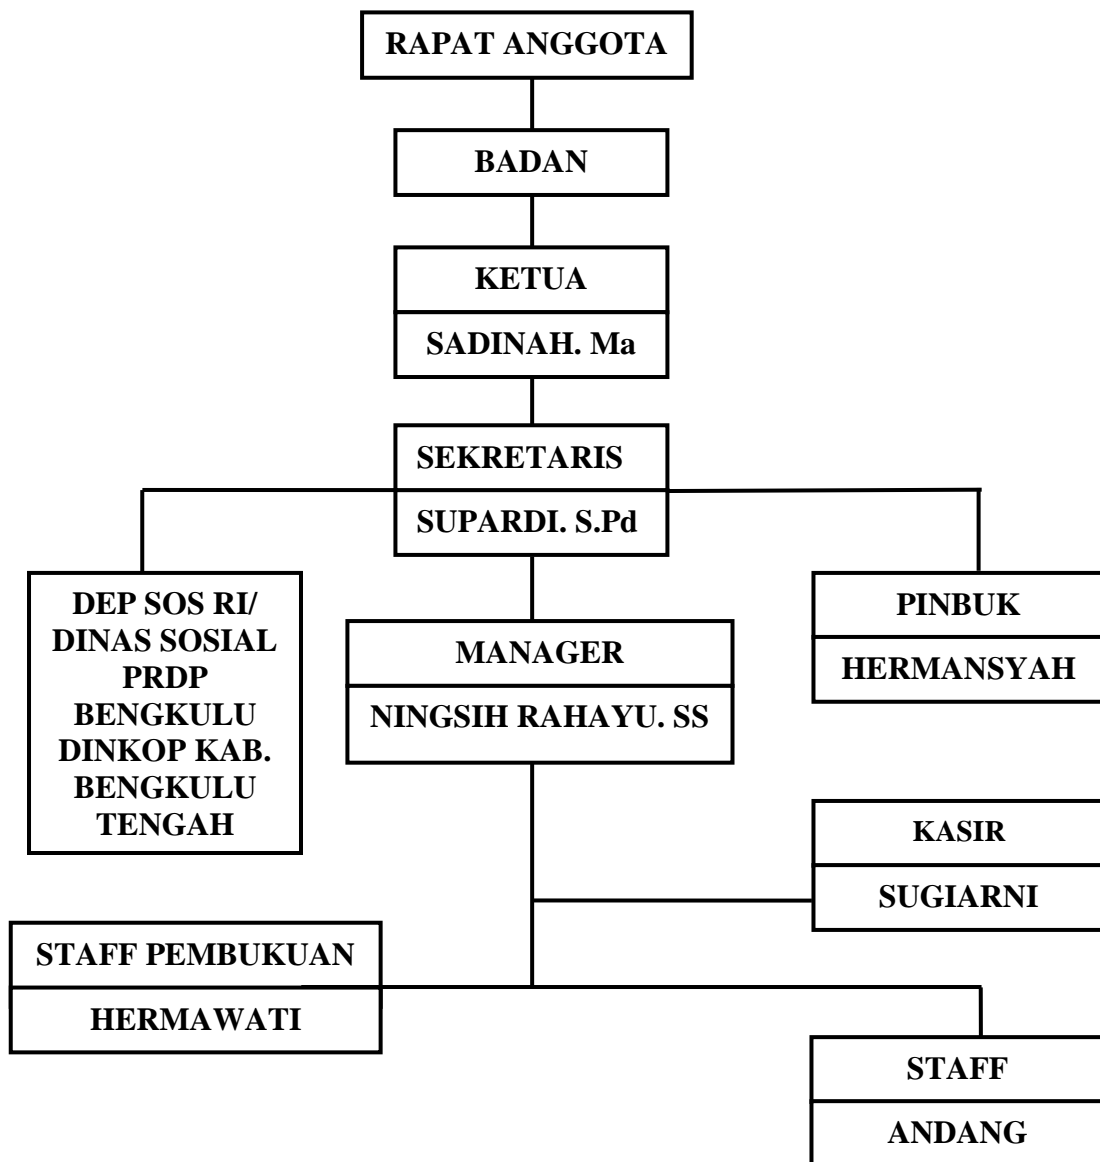 RAPAT ANGGOTA
BADAN
KETUA
SADINAH. Ma
SEKRETARIS
SUPARDI. S.Pd
DEP SOS RI/
DINAS SOSIAL
PRDP
BENGKULU
DINKOP KAB.
BENGKULU
TENGAH
MANAGER
NINGSIH RAHAYU. SS
PINBUK
HERMANSYAH
KASIR
SUGIARNI
STAFF PEMBUKUAN
HERMAWATI
STAFF
ANDANG